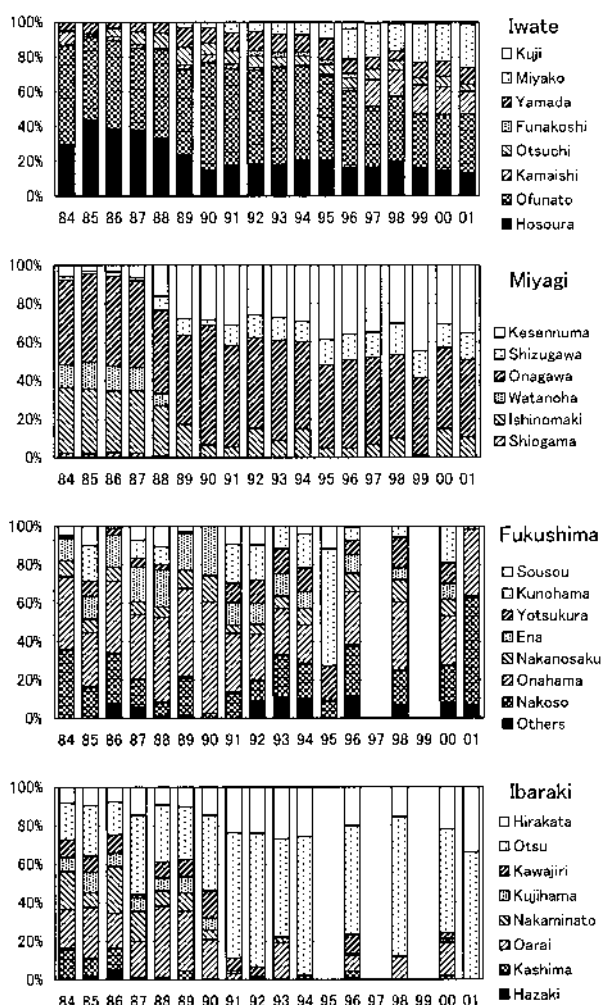 Iwate
100%
80%
60%
40%
20%
0%
84 85 86 87 88 89 90 91 92 93 94 95 96 97 98 99 00 01
Kuji
Miyako
Yamada
Funakoshi
Otsuchi
Kamaishi
Ofunato
Hosoura
Miyagi
100%
80%
60%
40%
20%
0%
84 85 86 87 88 89 90 91 92 93 94 95 96 97 98 99 00 01
Kesennuma
Shizugawa
Onagawa
Watanoha
Ishinomaki
Shiogama
Fukushima
100%
80%
60%
40%
20%
0%
84 85 86 87 88 89 90 91 92 93 94 95 96 97 98 99 00 01
Sousou
Kunohama
Yotsukura
Ena
Nakanosaku
Onahama
Nakoso
Others
Ibaraki
100%
80%
60%
40%
20%
0%
84 85 86 87 88 89 90 91 92 93 94 95 96 97 98 99 00 01
Hirakata
Otsu
Kawajiri
Kujihama
Nakaminato
Oarai
Kashima
Hazaki